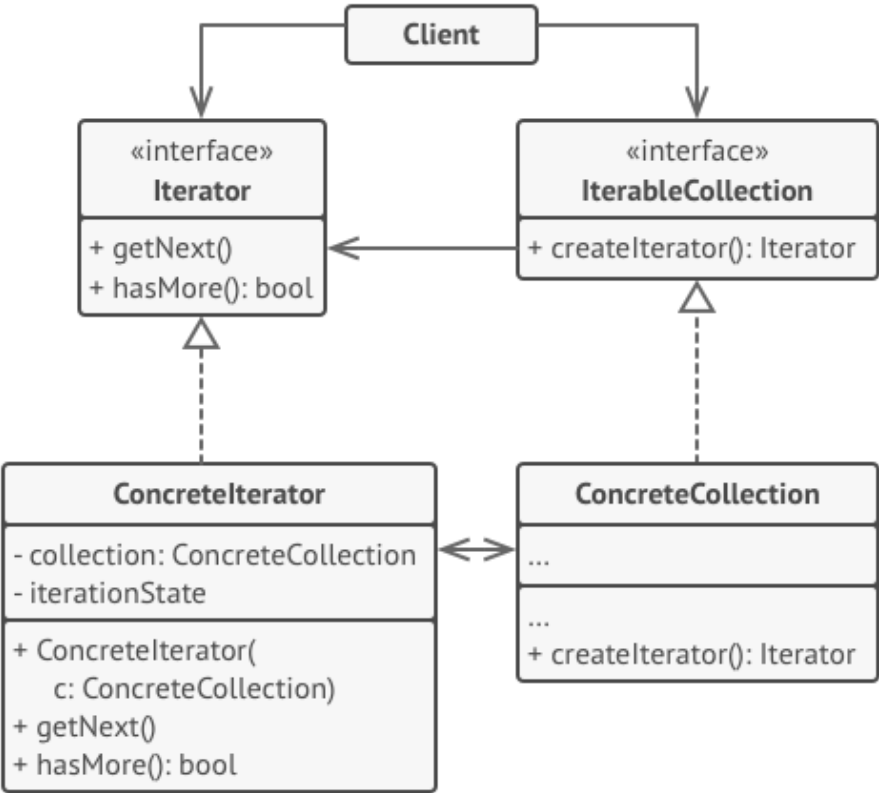 Client
«interface»
Iterator
+ getNext()
+ hasMore(): bool
«interface»
IterableCollection
+ createIterator(): Iterator
ConcreteIterator
- collection: ConcreteCollection
- iterationState
+ ConcreteIterator(
c: ConcreteCollection)
+ getNext()
+ hasMore(): bool
ConcreteCollection
...
...
+ createIterator(): Iterator